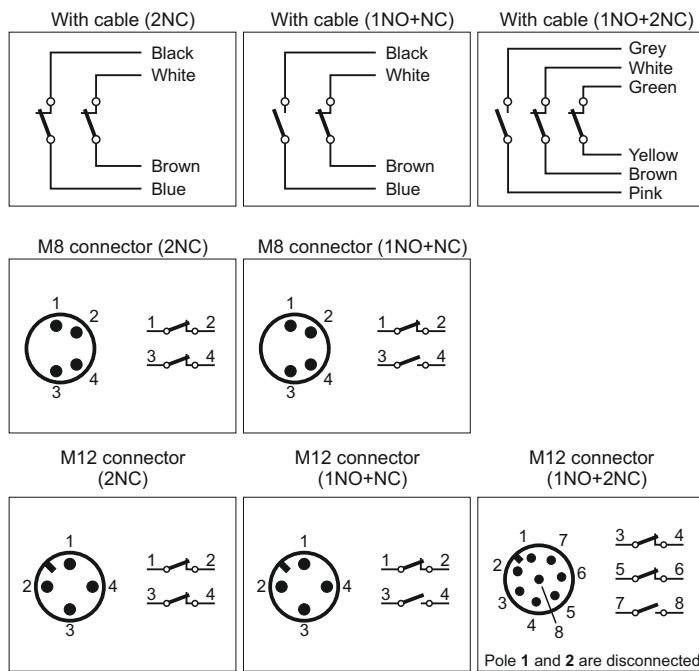 With cable (2NC)
Black
White
Brown
Blue
With cable (1NO+NC)
Black
White
Brown
Blue
With cable (1NO+2NC)
Grey
White
Green
Yellow
Brown
Pink
M8 connector (2NC)
1
2
4
3
1 2
3 4
M8 connector (1NO+NC)
1
2
4
3
1 2
3 4
M12 connector
(2NC)
1
2 4
3
1 2
3 4
M12 connector
(1NO+NC)
1
2 4
3
1 2
3 4
M12 connector
(1NO+2NC)
1 7
2 6
3 5
4 8
3 4
5 6
7 8
Pole 1 and 2 are disconnected